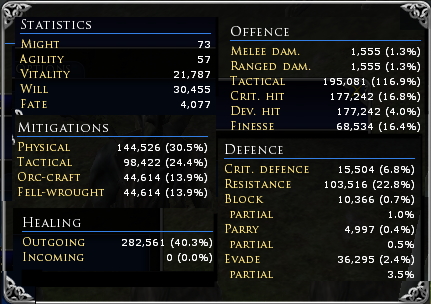 Statistics
Might 73
Agility 57
Vitality 21,787
Will 30,455
Fate 4,077
Mitigations
Physical 144,526 (30.5%)
Tactical 98,422 (24.4%)
Orc-craft 44,614 (13.9%)
Fell-wrought 44,614 (13.9%)
Healing
Outgoing 282,561 (40.3%)
Incoming 0 (0.0%)
Offence
Melee dam. 1,555 (1.3%)
Ranged dam. 1,555 (1.3%)
Tactical 195,081 (116.9%)
Crit. hit 177,242 (16.8%)
Dev. hit 177,242 (4.0%)
Finesse 68,534 (16.4%)
Defence
Crit. defence 15,504 (6.8%)
Resistance 103,516 (22.8%)
Block 10,366 (0.7%)
partial 1.0%
Parry 4,997 (0.4%)
partial 0.5%
Evade 36,295 (2.4%)
partial 3.5%